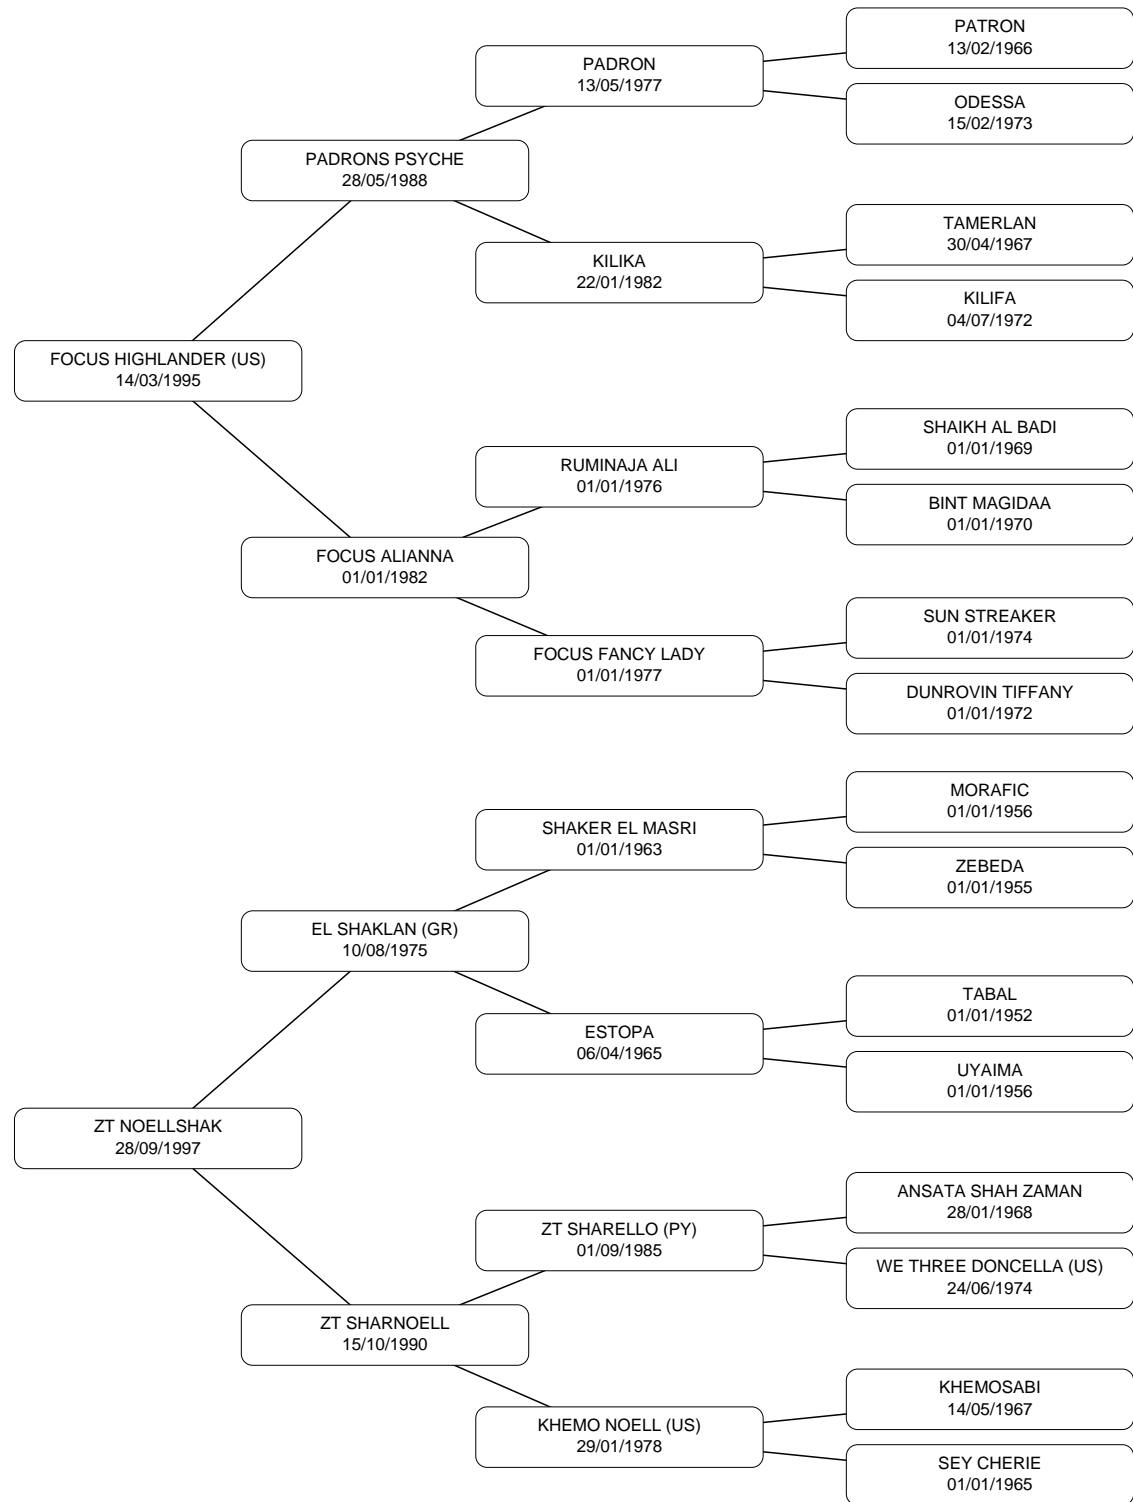 PATRON
13/02/1966
PADRON
13/05/1977
ODESSA
15/02/1973
PADRONS PSYCHE
28/05/1988
TAMERLAN
30/04/1967
KILIKA
22/01/1982
KILIFA
04/07/1972
FOCUS HIGHLANDER (US)
14/03/1995
SHAIKH AL BADI
01/01/1969
RUMINAJA ALI
01/01/1976
BINT MAGIDAA
01/01/1970
FOCUS ALIANNA
01/01/1982
SUN STREAKER
01/01/1974
FOCUS FANCY LADY
01/01/1977
DUNROVIN TIFFANY
01/01/1972
MORAFIC
01/01/1956
SHAKER EL MASRI
01/01/1963
ZEBEDA
01/01/1955
EL SHAKLAN (GR)
10/08/1975
TABAL
01/01/1952
ESTOPA
06/04/1965
UYAIMA
01/01/1956
ZT NOELLSHAK
28/09/1997
ANSATA SHAH ZAMAN
28/01/1968
ZT SHARELLO (PY)
01/09/1985
WE THREE DONCELLA (US)
24/06/1974
ZT SHARNOELL
15/10/1990
KHEMOSABI
14/05/1967
KHEMO NOELL (US)
29/01/1978
SEY CHERIE
01/01/1965